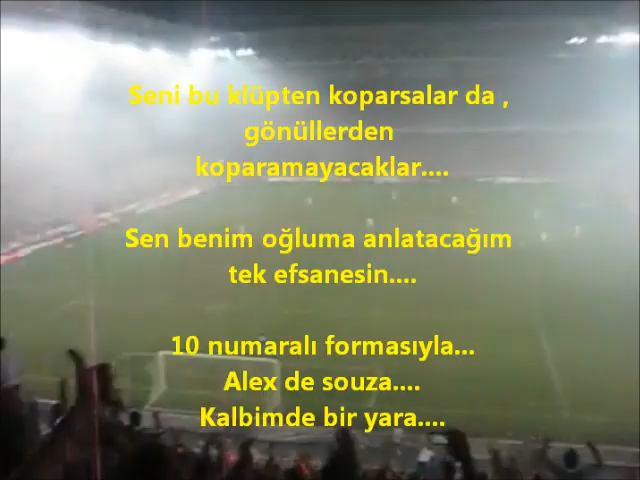 Seni bu klüpten koparsalar da ,
gönüllerden
koparamayacaklar....
Sen benim oğluma anlatacağım
tek efsanesin....
10 numaralı formasıyla...
Alex de souza....
Kalbimde bir yara....